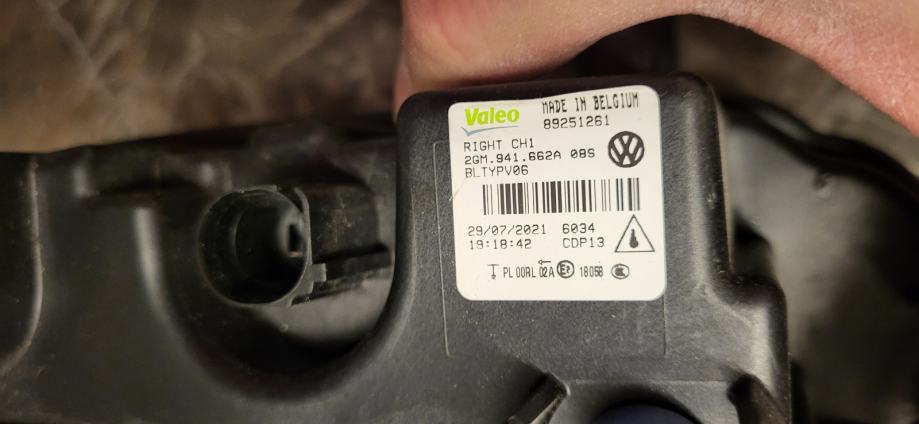 Valeo MADE IN BELGIUM
89251261
RIGHT CH1
2GM.941.662A 08S
BLTYPV06
29/07/2021 6034
19:18:42 CDP13
PL 00RL 02A E2 18058